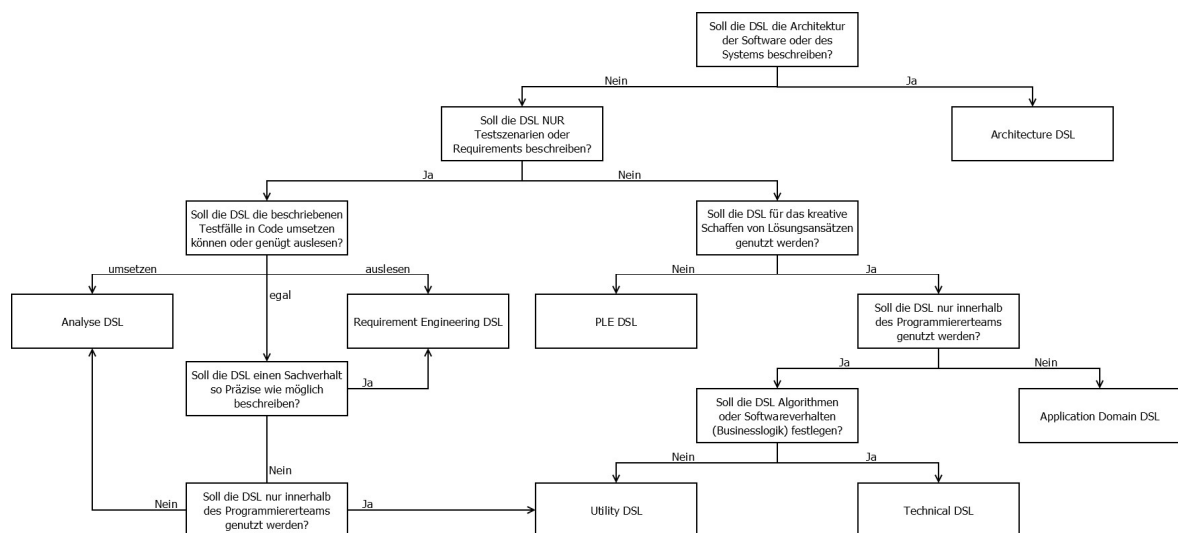 Soll die DSL die Architektur
der Software oder des
Systems beschreiben?
Nein
Ja
Soll die DSL NUR
Testszenarien oder
Requirements beschreiben?
Architecture DSL
Ja
Nein
Soll die DSL die beschriebenen
Testfälle in Code umsetzen
können oder genügt auslesen?
Soll die DSL für das kreative
Schaffen von Lösungsansätzen
genutzt werden?
umsetzen
auslesen
Nein
Ja
egal
Analyse DSL
Requirement Engineering DSL
PLE DSL
Soll die DSL nur innerhalb
des Programmiererteams
genutzt werden?
Soll die DSL einen Sachverhalt
so Präzise wie möglich
beschreiben?
Ja
Ja
Nein
Soll die DSL Algorithmen
oder Softwareverhalten
(Businesslogik) festlegen?
Application Domain DSL
Nein
Nein
Ja
Nein
Soll die DSL nur innerhalb
des Programmiererteams
genutzt werden?
Ja
Utility DSL
Technical DSL